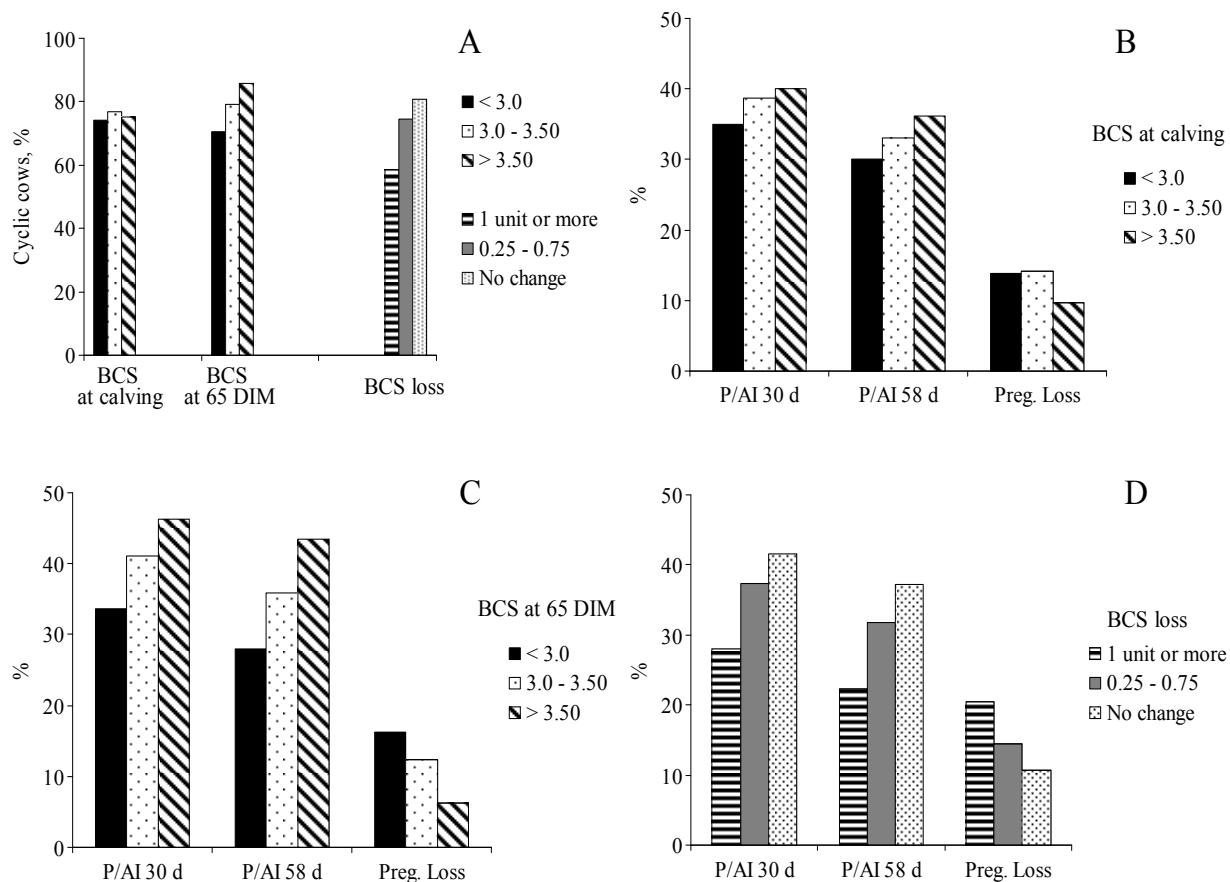 A
100
80
60
40
20
0
Cyclic cows, %
BCS
at calving
BCS
at 65 DIM
BCS loss
< 3.0
3.0 - 3.50
> 3.50
1 unit or more
0.25 - 0.75
No change
B
50
40
30
20
10
0
%
P/AI 30 d
P/AI 58 d
Preg. Loss
BCS at calving
< 3.0
3.0 - 3.50
> 3.50
C
50
40
30
20
10
0
%
P/AI 30 d
P/AI 58 d
Preg. Loss
BCS at 65 DIM
< 3.0
3.0 - 3.50
> 3.50
D
50
40
30
20
10
0
%
P/AI 30 d
P/AI 58 d
Preg. Loss
BCS loss
1 unit or more
0.25 - 0.75
No change